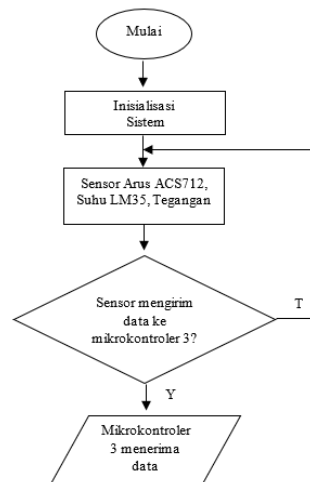 Mulai
Inisialisasi
Sistem
Sensor Arus ACS712,
Suhu LM35, Tegangan
Sensor mengirim
data ke
mikrokontroler 3?
T
Y
Mikrokontroler
3 menerima
data